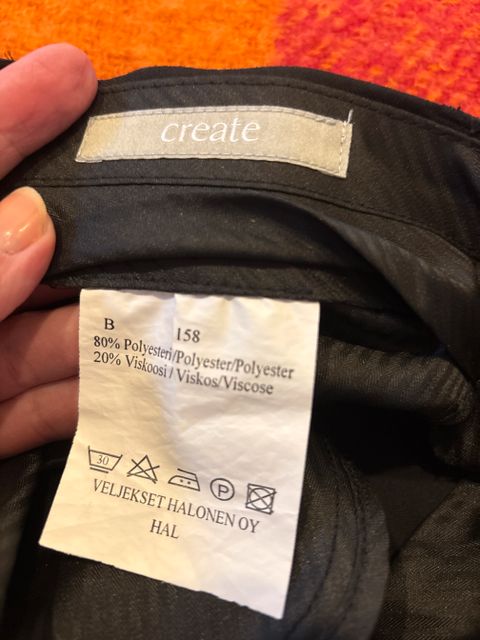 create
B 158
80% Polyesteri/Polyester/Polyester
20% Viskoosi / Viskos/Viscose
30
P
VELJEKSET HALONEN OY
HAL